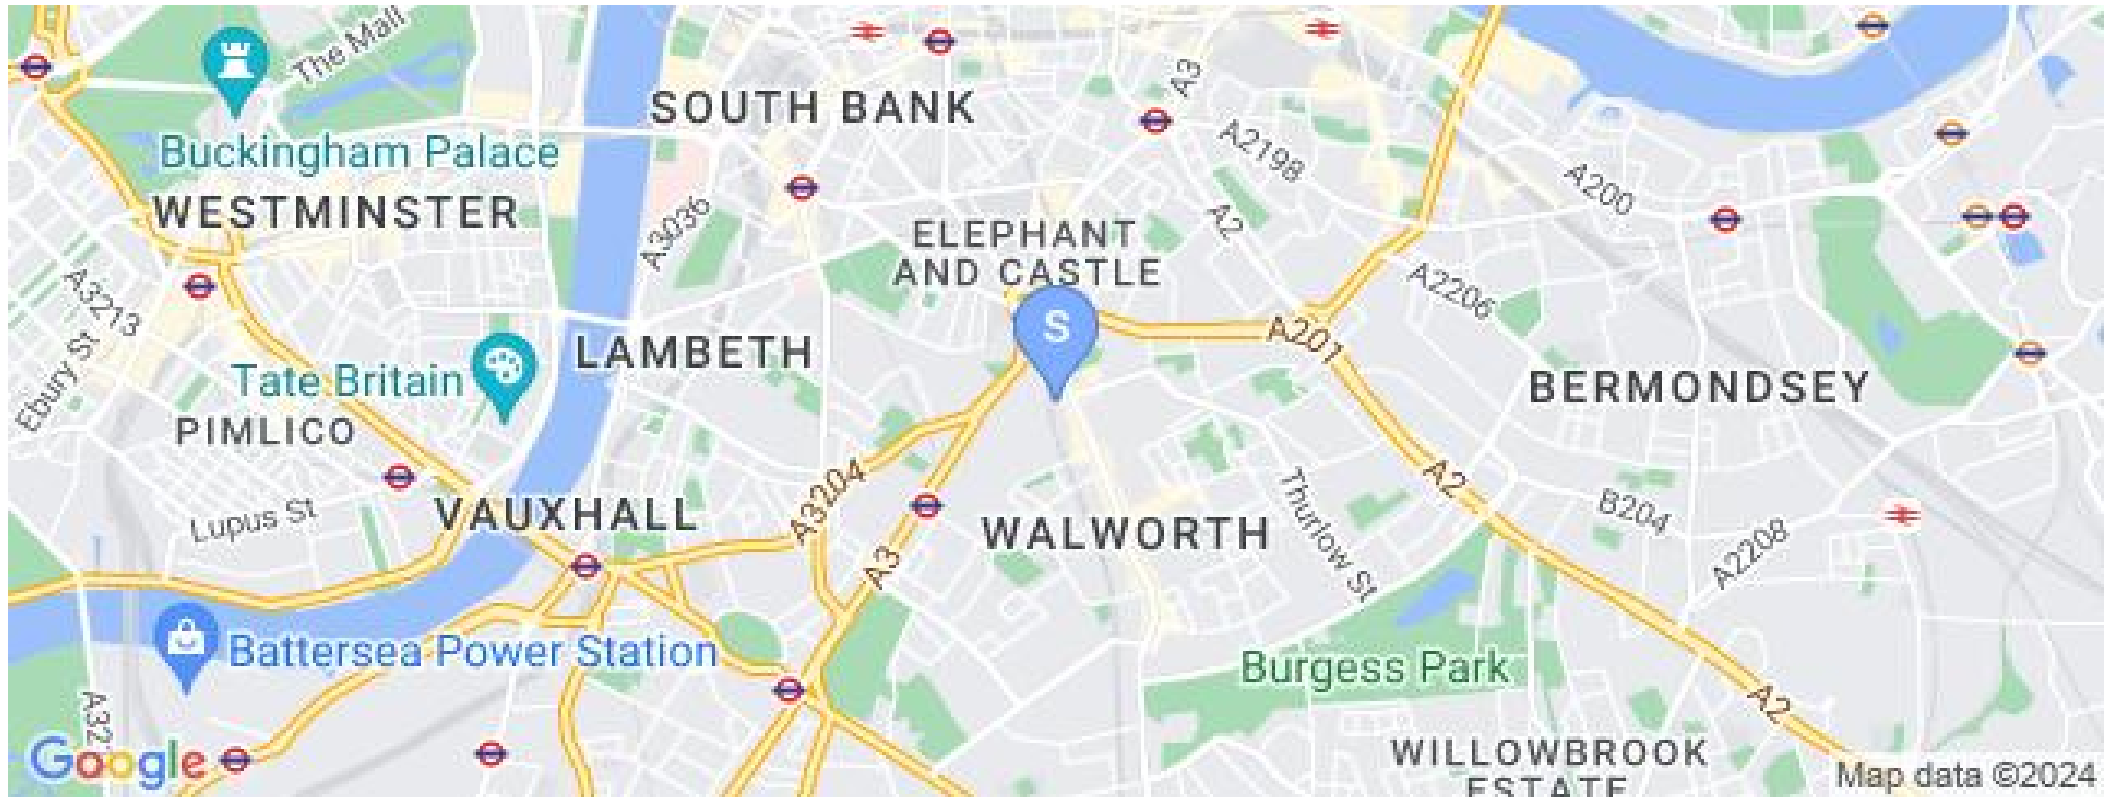 The Mall
A3
SOUTH BANK
Buckingham Palace
A2198
A200
WESTMINSTER
A3036
A2
ELEPHANT
AND CASTLE
A2206
A3213
S
A201
Ebury St
Tate Britain
LAMBETH
BERMONDSEY
PIMLICO
A3204
A2
Lupus St
VAUXHALL
WALWORTH
Thurlow St
B204
A2208
A3
Battersea Power Station
Burgess Park
A2
WILLOWBROOK
ESTATE
Google
Map data ©2024